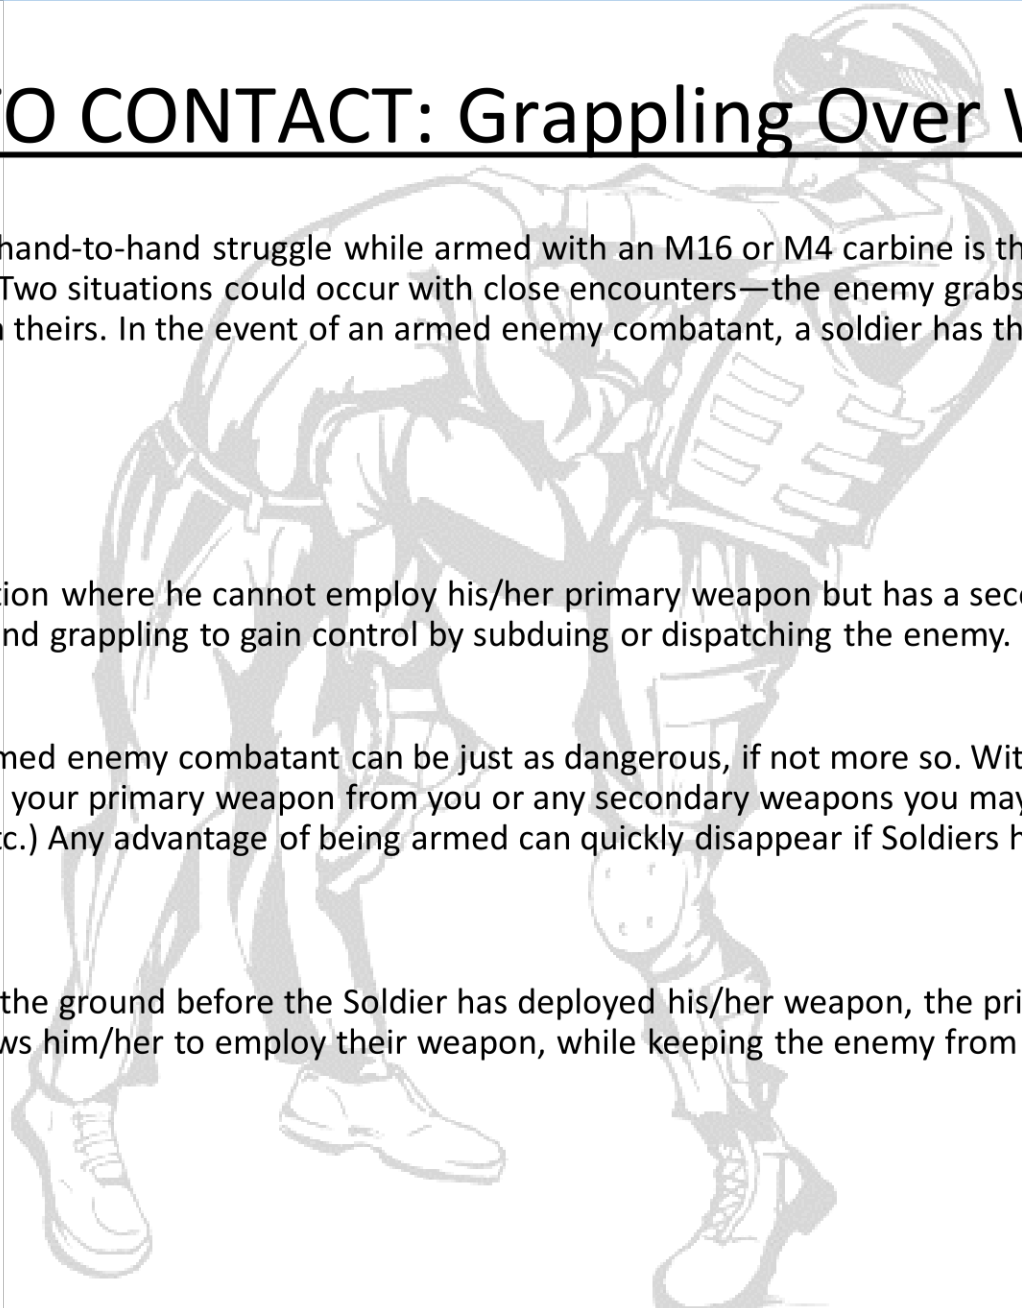 O CONTACT: Grappling Over
hand-to-hand struggle while armed with an M16 or M4 carbine is th
Two situations could occur with close encounters—the enemy grabs
theirs. In the event of an armed enemy combatant, a soldier has th
tion where he cannot employ his/her primary weapon but has a seco
nd grappling to gain control by subduing or dispatching the enemy.
med enemy combatant can be just as dangerous, if not more so. Wit
your primary weapon from you or any secondary weapons you may
tc.) Any advantage of being armed can quickly disappear if Soldiers h
the ground before the Soldier has deployed his/her weapon, the pri
ws him/her to employ their weapon, while keeping the enemy from